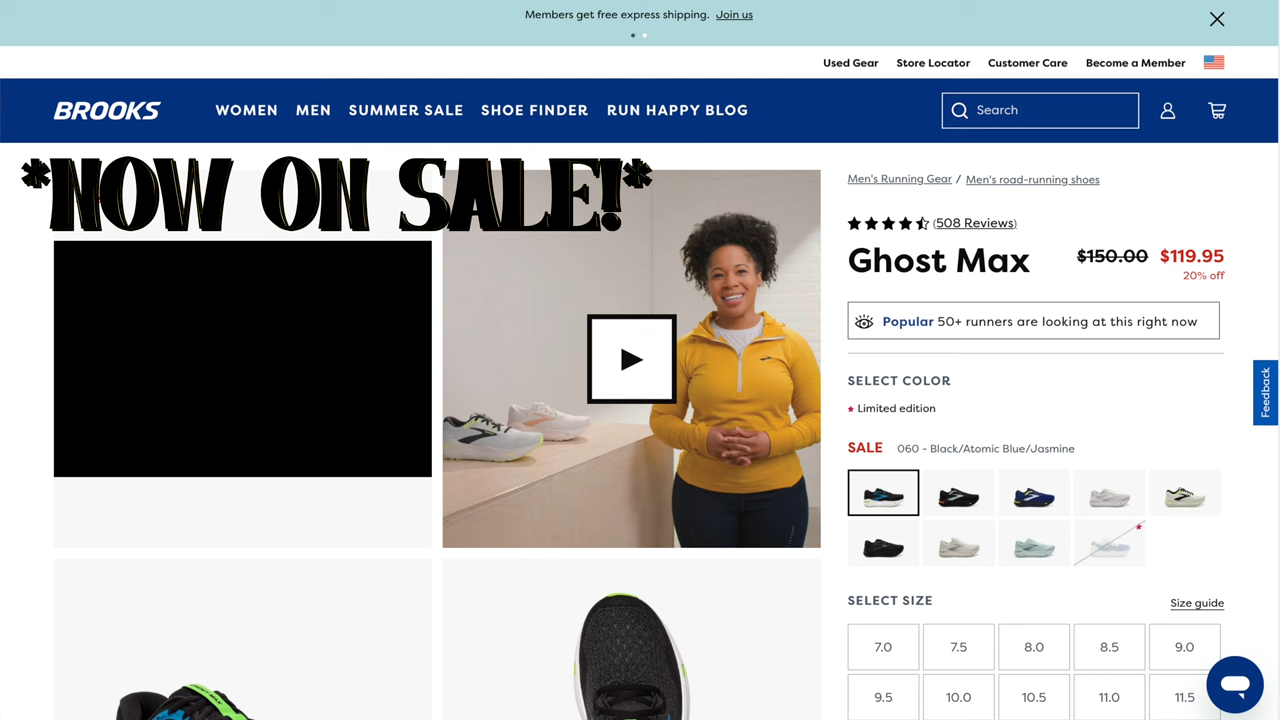 Members get free express shipping. Join us
Used Gear Store Locator Customer Care Become a Member
BROOKS WOMEN MEN SUMMER SALE SHOE FINDER RUN HAPPY BLOG Search
*NOW ON SALE!*
Men's Running Gear / Men's road-running shoes
(508 Reviews)
Ghost Max $150.00 $119.95
20% off
Popular 50+ runners are looking at this right now
Feedback
SELECT COLOR
★ Limited edition
SALE 060 - Black/Atomic Blue/Jasmine
SELECT SIZE Size guide
7.0 7.5 8.0 8.5 9.0
9.5 10.0 10.5 11.0 11.5